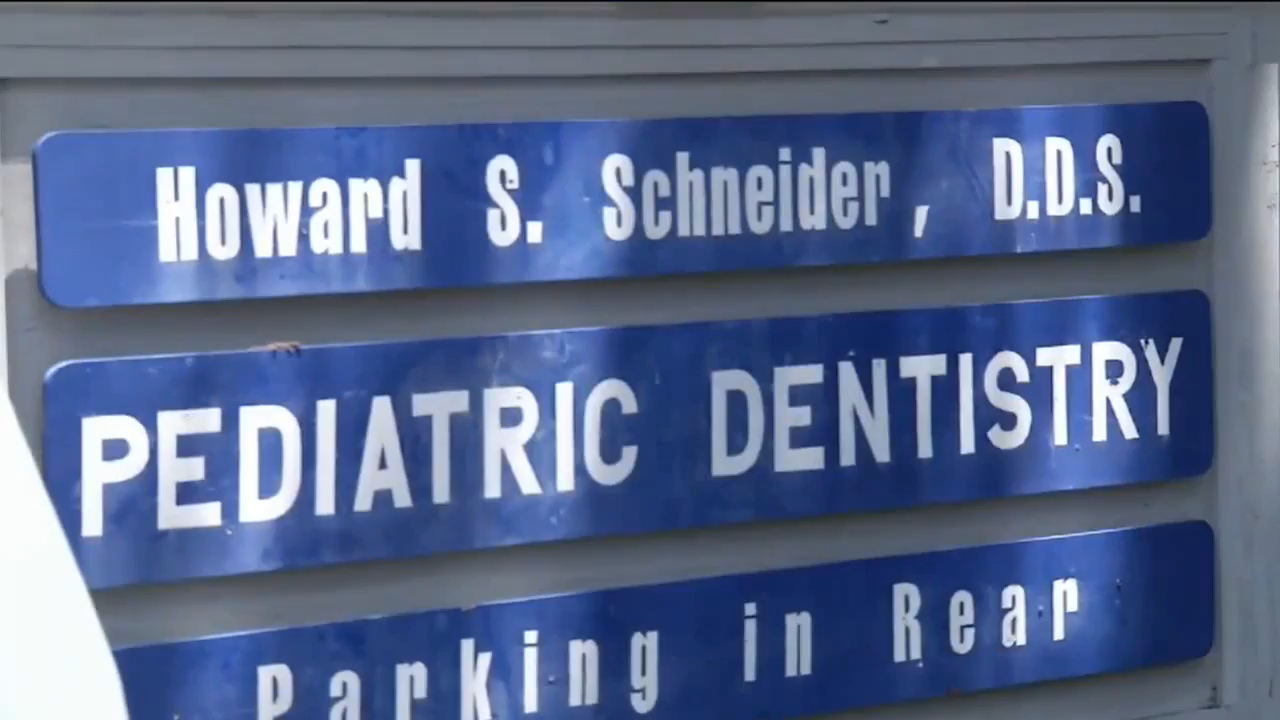 Howard S. Schneider, D.D.S.
PEDIATRIC DENTISTRY
Parking in Rear